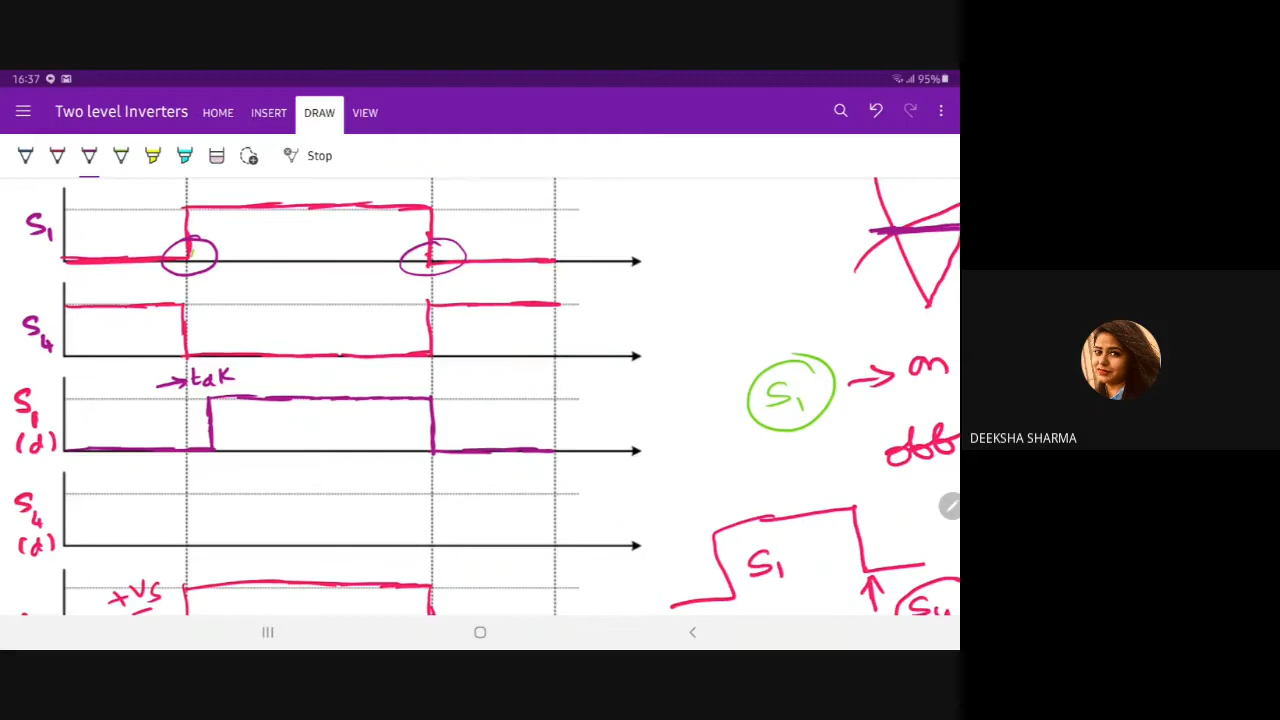 16:37 95%
Two level Inverters HOME INSERT DRAW VIEW
Stop
S1
S4
→ tdk
S1
(d)
S4
(d)
+Vs
S1 → on
off
S1
S4
DEEKSHA SHARMA